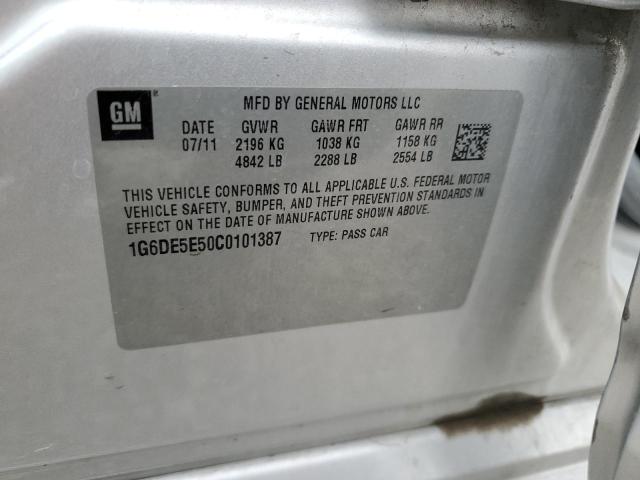 GM
MFD BY GENERAL MOTORS LLC
DATE GVWR GAWR FRT GAWR RR
07/11 2196 KG 1038 KG 1158 KG
4842 LB 2288 LB 2554 LB
THIS VEHICLE CONFORMS TO ALL APPLICABLE U.S. FEDERAL MOTOR
VEHICLE SAFETY, BUMPER, AND THEFT PREVENTION STANDARDS IN
EFFECT ON THE DATE OF MANUFACTURE SHOWN ABOVE.
1G6DE5E50C0101387 TYPE: PASS CAR